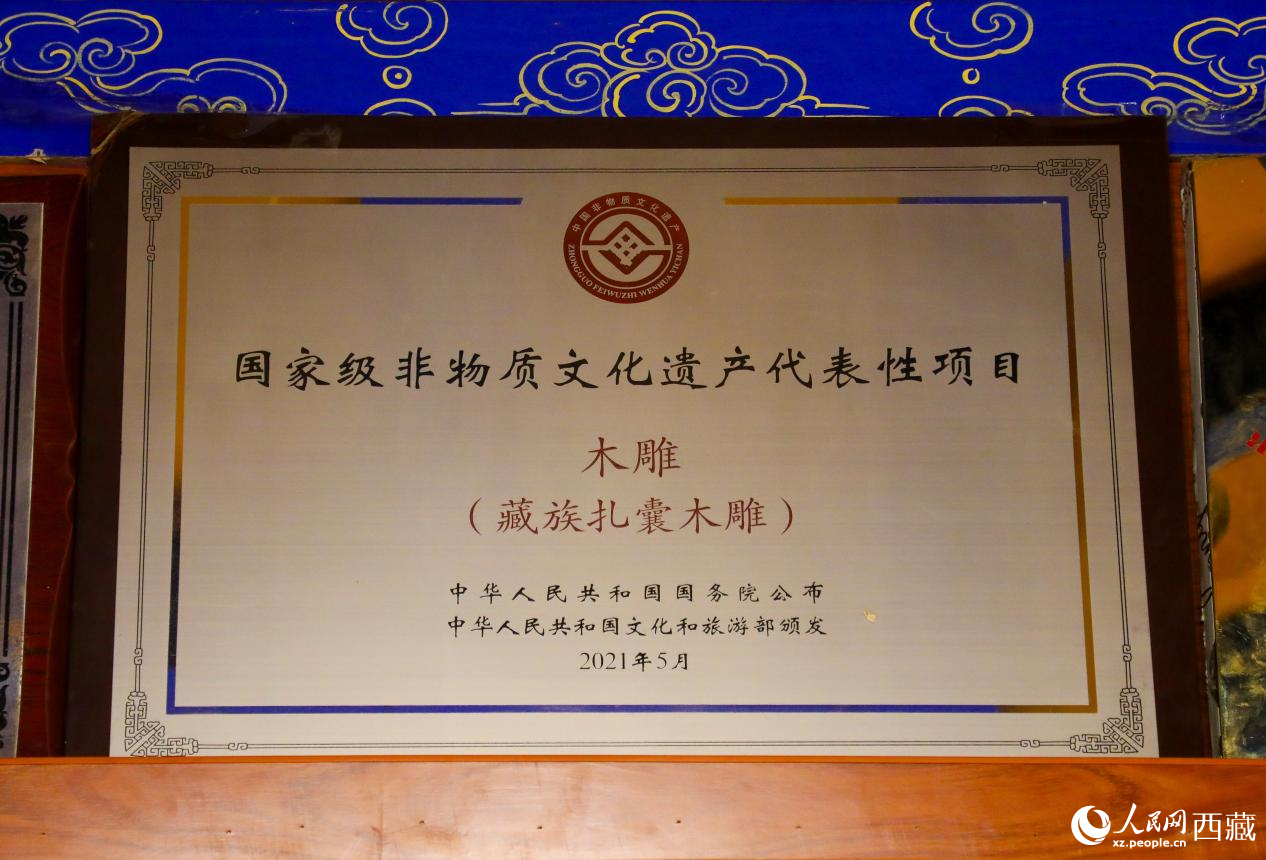 中国非物质文化遗产
ZHONGGUO FEIWUZHI WENHUA YICHAN
国家级非物质文化遗产代表性项目
木雕
（藏族扎囊木雕）
中华人民共和国国务院公布
中华人民共和国文化和旅游部颁发
2021年5月
人民网 西藏
xz.people.cn